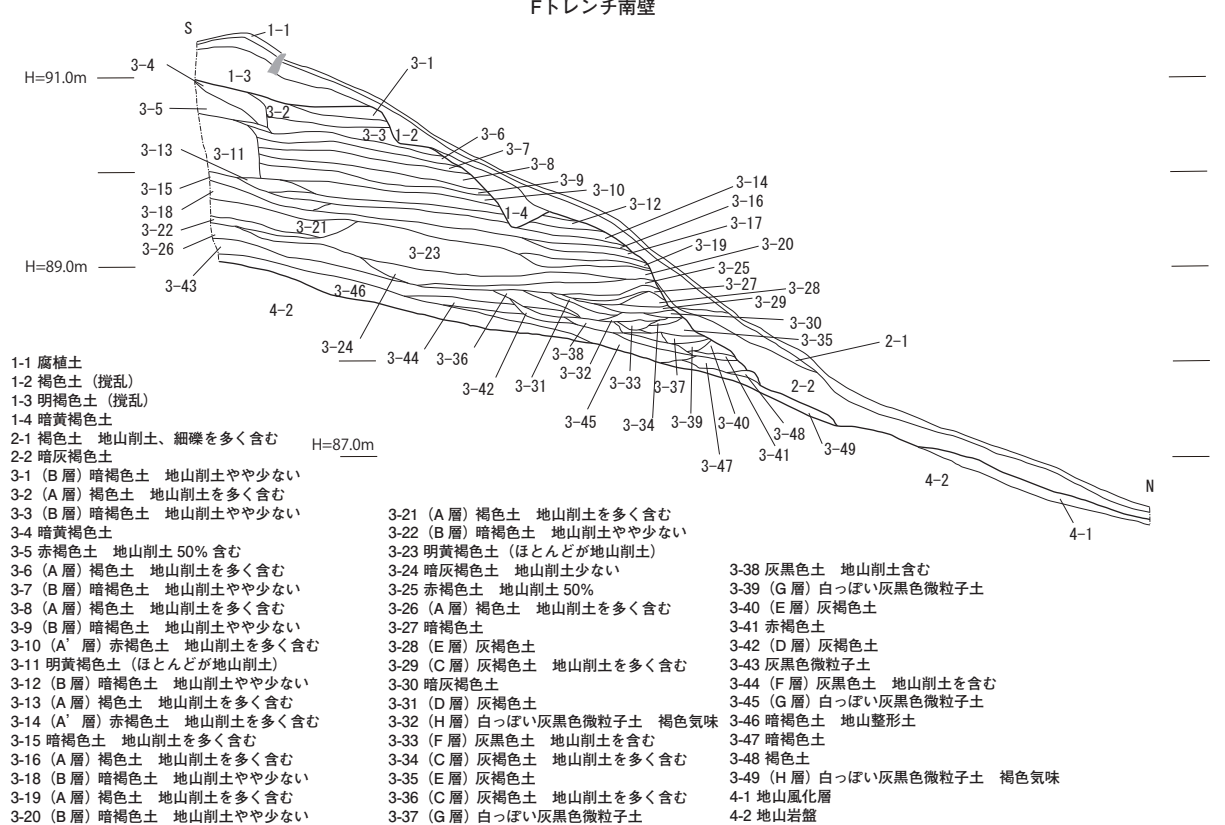 Fトレンチ南壁
S
1-1
3-1
3-4
H=91.0m
1-3
3-5
3-2
3-3
1-2
3-6
3-7
3-13
3-11
3-8
3-9
3-14
3-10
3-15
3-12
3-16
3-18
1-4
3-17
3-22
3-21
3-19
3-20
3-26
3-23
3-25
H=89.0m
3-27
3-28
3-43
3-46
3-29
4-2
3-30
3-35
2-1
3-24
3-44
3-36
3-38
3-32
2-2
3-42
3-31
3-33
3-37
3-45
3-34
3-39
3-40
3-48
3-49
3-41
3-47
H=87.0m
4-2
N
4-1
1-1 腐植土
1-2 褐色土(撹乱)
1-3 明褐色土(撹乱)
1-4 暗黄褐色土
2-1 褐色土 地山削土、細礫を多く含む
2-2 暗灰褐色土
3-1(B層)暗褐色土 地山削土やや少ない
3-2(A層)褐色土 地山削土を多く含む
3-3(B層)暗褐色土 地山削土やや少ない
3-4 暗黄褐色土
3-5 赤褐色土 地山削土50%含む
3-6(A層)褐色土 地山削土を多く含む
3-7(B層)暗褐色土 地山削土やや少ない
3-8(A層)褐色土 地山削土を多く含む
3-9(B層)暗褐色土 地山削土やや少ない
3-10(A’層)赤褐色土 地山削土を多く含む
3-11 明黄褐色土(ほとんどが地山削土)
3-12(B層)暗褐色土 地山削土やや少ない
3-13(A層)褐色土 地山削土を多く含む
3-14(A’層)赤褐色土 地山削土を多く含む
3-15 暗褐色土 地山削土を多く含む
3-16(A層)褐色土 地山削土を多く含む
3-18(B層)暗褐色土 地山削土やや少ない
3-19(A層)褐色土 地山削土を多く含む
3-20(B層)暗褐色土 地山削土やや少ない
3-21(A層)褐色土 地山削土を多く含む
3-22(B層)暗褐色土 地山削土やや少ない
3-23 明黄褐色土(ほとんどが地山削土)
3-24 暗灰褐色土 地山削土少ない
3-25 赤褐色土 地山削土50%
3-26(A層)褐色土 地山削土を多く含む
3-27 暗褐色土
3-28(E層)灰褐色土
3-29(C層)灰褐色土 地山削土を多く含む
3-30 暗灰褐色土
3-31(D層)灰褐色土
3-32(H層)白っぽい灰黒色微粒子土 褐色気味
3-33(F層)灰黒色土 地山削土を含む
3-34(C層)灰褐色土 地山削土を多く含む
3-35(E層)灰褐色土
3-36(C層)灰褐色土 地山削土を多く含む
3-37(G層)白っぽい灰黒色微粒子土
3-38 灰黒色土 地山削土含む
3-39(G層)白っぽい灰黒色微粒子土
3-40(E層)灰褐色土
3-41 赤褐色土
3-42(D層)灰褐色土
3-43 灰黒色微粒子土
3-44(F層)灰黒色土 地山削土を含む
3-45(G層)白っぽい灰黒色微粒子土
3-46 暗褐色土 地山整形土
3-47 暗褐色土
3-48 褐色土
3-49(H層)白っぽい灰黒色微粒子土 褐色気味
4-1 地山風化層
4-2 地山岩盤